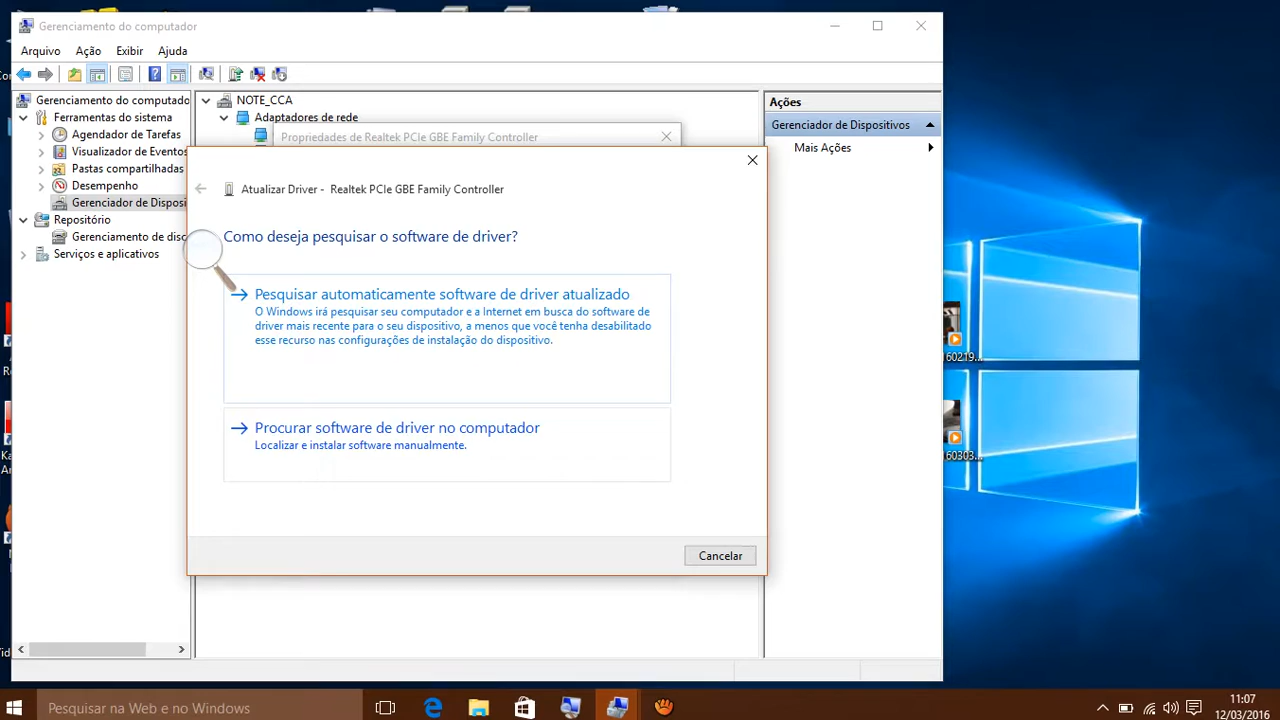 Gerenciamento do computador
Arquivo Ação Exibir Ajuda
Gerenciamento do computado
Ferramentas do sistema
Agendador de Tarefas
Visualizador de Eventos
Pastas compartilhadas
Desempenho
Gerenciador de Disposi
Repositório
Gerenciamento de disc
Serviços e aplicativos
NOTE_CCA
Adaptadores de rede
Propriedades de Realtek PCIe GBE Family Controller
Atualizar Driver - Realtek PCIe GBE Family Controller
Como deseja pesquisar o software de driver?
Pesquisar automaticamente software de driver atualizado
O Windows irá pesquisar seu computador e a Internet em busca do software de
driver mais recente para o seu dispositivo, a menos que você tenha desabilitado
esse recurso nas configurações de instalação do dispositivo.
Procurar software de driver no computador
Localizar e instalar software manualmente.
Cancelar
Ações
Gerenciador de Dispositivos
Mais Ações
160219...
160303...
Pesquisar na Web e no Windows
11:07
12/03/2016